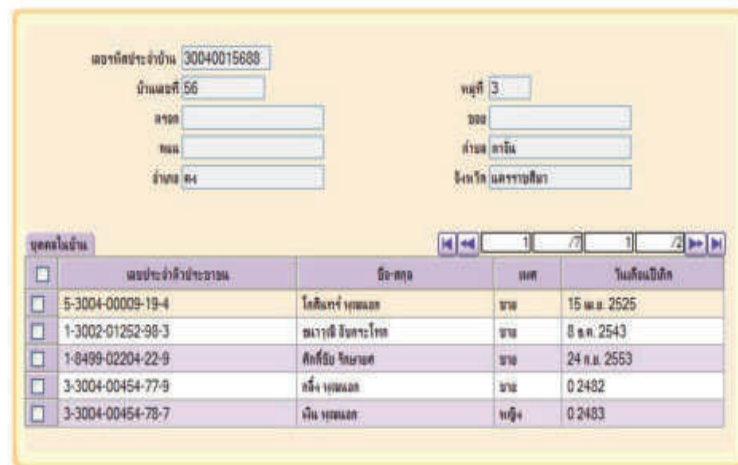 เลขรหัสประจำบ้าน 30040015688
บ้านเลขที่ 56 หมู่ที่ 3
ตรอก ซอย
ถนน ตำบล ตาจั่น
อำเภอ คง จังหวัด นครราชสีมา
บุคคลในบ้าน 1 /7 1 /2
เลขประจำตัวประชาชน ชื่อ-สกุล เพศ วันเดือนปีเกิด
5-3004-00009-19-4 ชาย 15 เม.ย. 2525
1-3002-01252-98-3 ชาย 8 ธ.ค. 2543
1-8499-02204-22-9 ชาย 24 ก.ย. 2553
3-3004-00454-77-9 ชาย 0 2482
3-3004-00454-78-7 หญิง 0 2483